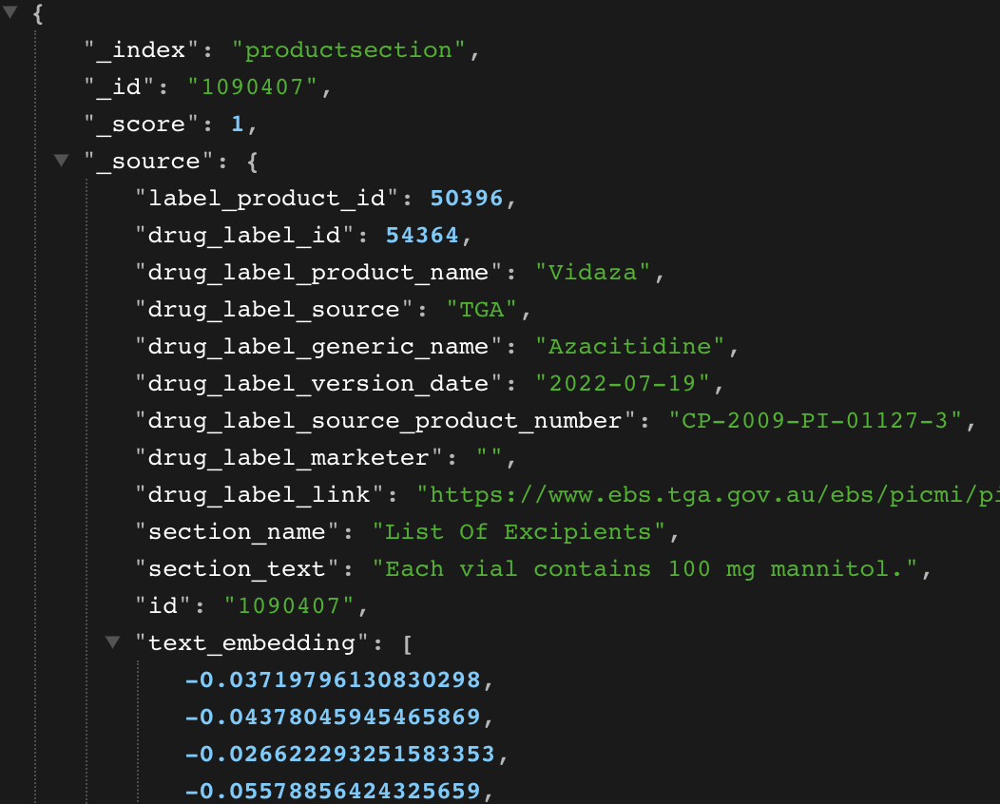 {
"_index": "productsection",
"_id": "1090407",
"_score": 1,
"_source": {
"label_product_id": 50396,
"drug_label_id": 54364,
"drug_label_product_name": "Vidaza",
"drug_label_source": "TGA",
"drug_label_generic_name": "Azacitidine",
"drug_label_version_date": "2022-07-19",
"drug_label_source_product_number": "CP-2009-PI-01127-3",
"drug_label_marketer": "",
"drug_label_link": "https://www.ebs.tga.gov.au/ebs/picmi/pi
"section_name": "List Of Excipients",
"section_text": "Each vial contains 100 mg mannitol.",
"id": "1090407",
"text_embedding": [
-0.03719796130830298,
-0.04378045945465869,
-0.026622293251583353,
-0.05578856424325659,